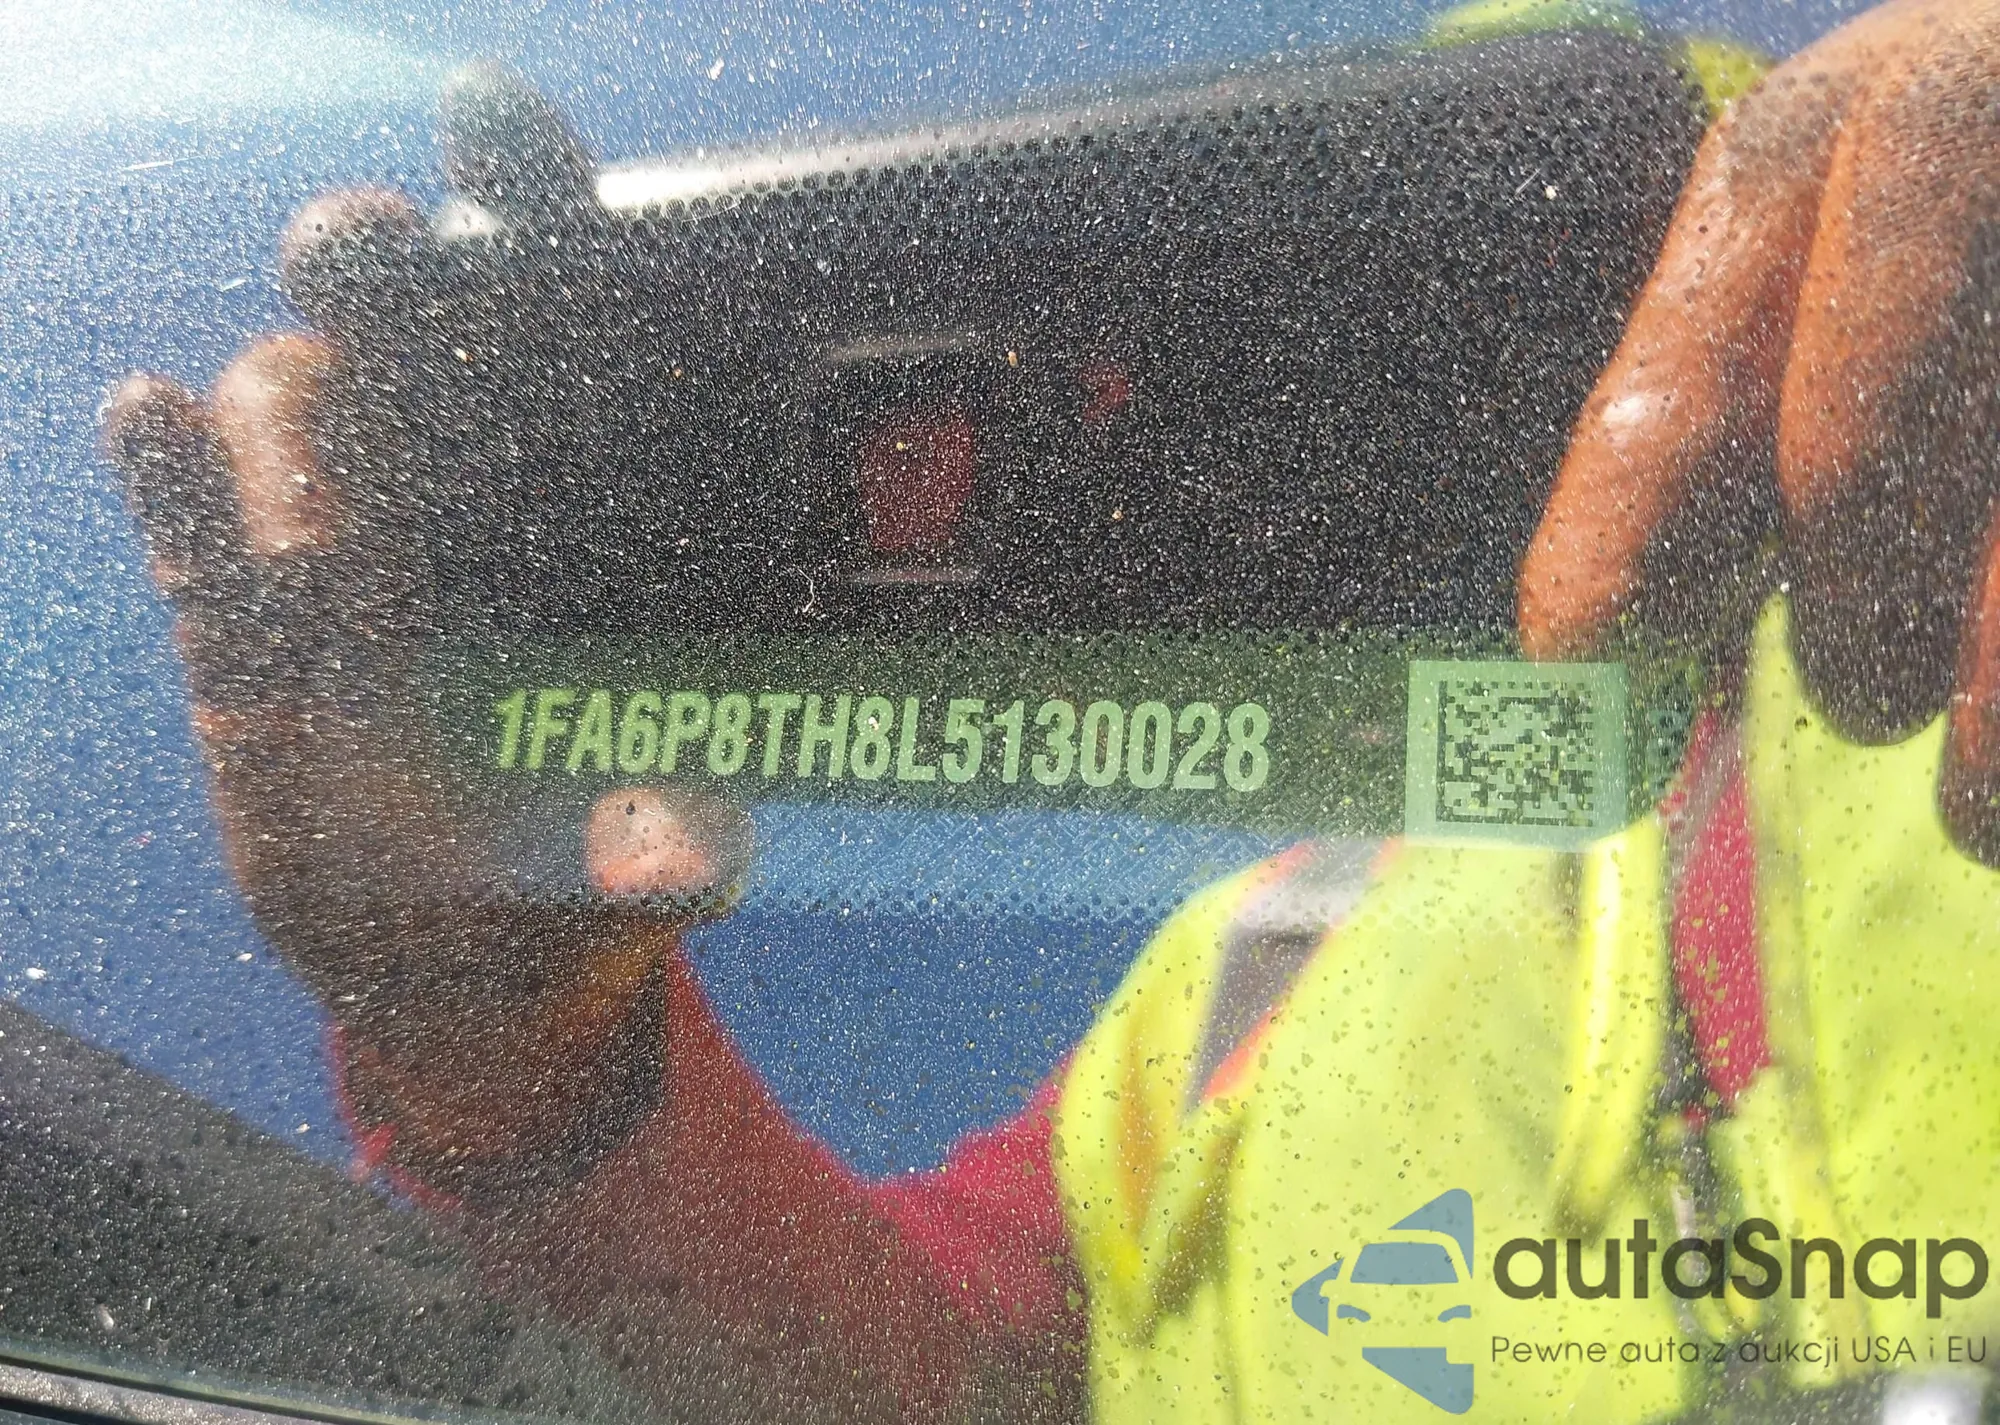 1FA6P8TH8L5130028
autaSnap
Pewne auta z aukcji USA i EU